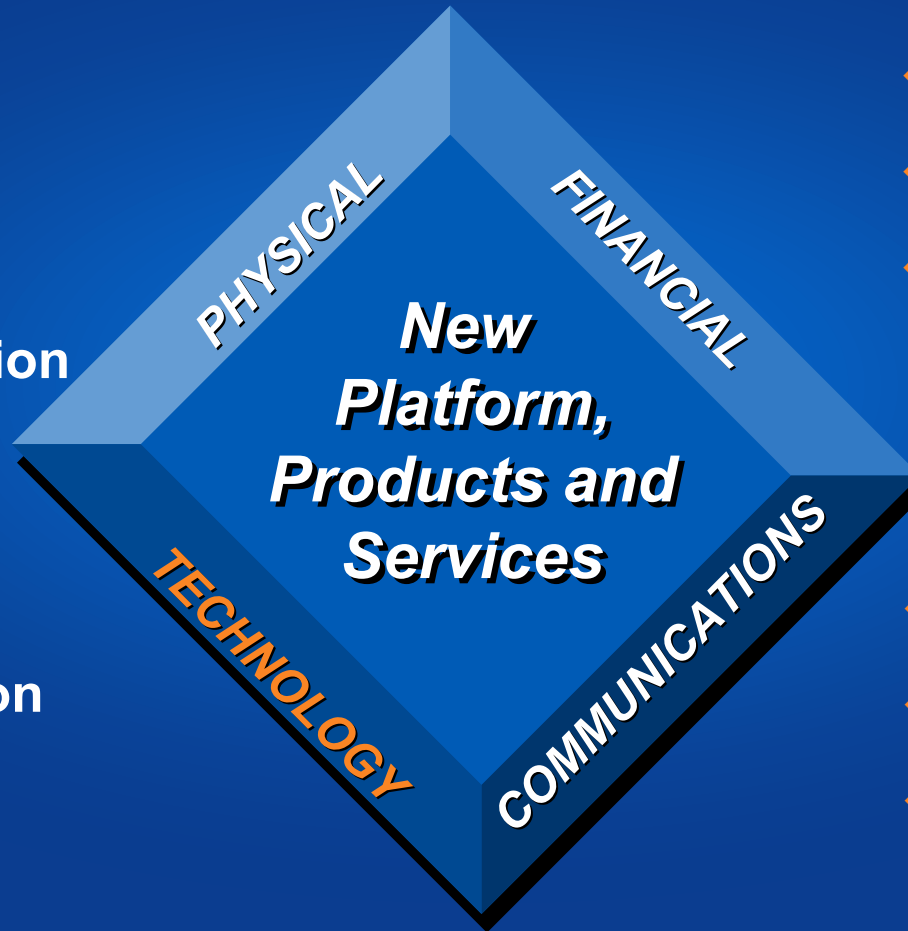 PHYSICAL
FINANCIAL
New
Platform,
Products and
Services
TECHNOLOGY
COMMUNICATIONS